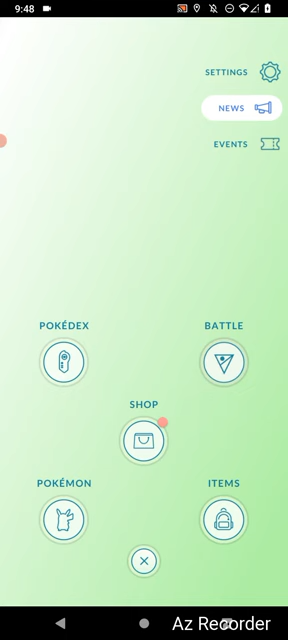 9:48
SETTINGS
NEWS
EVENTS
POKÉDEX
BATTLE
SHOP
POKÉMON
ITEMS
Az Recorder